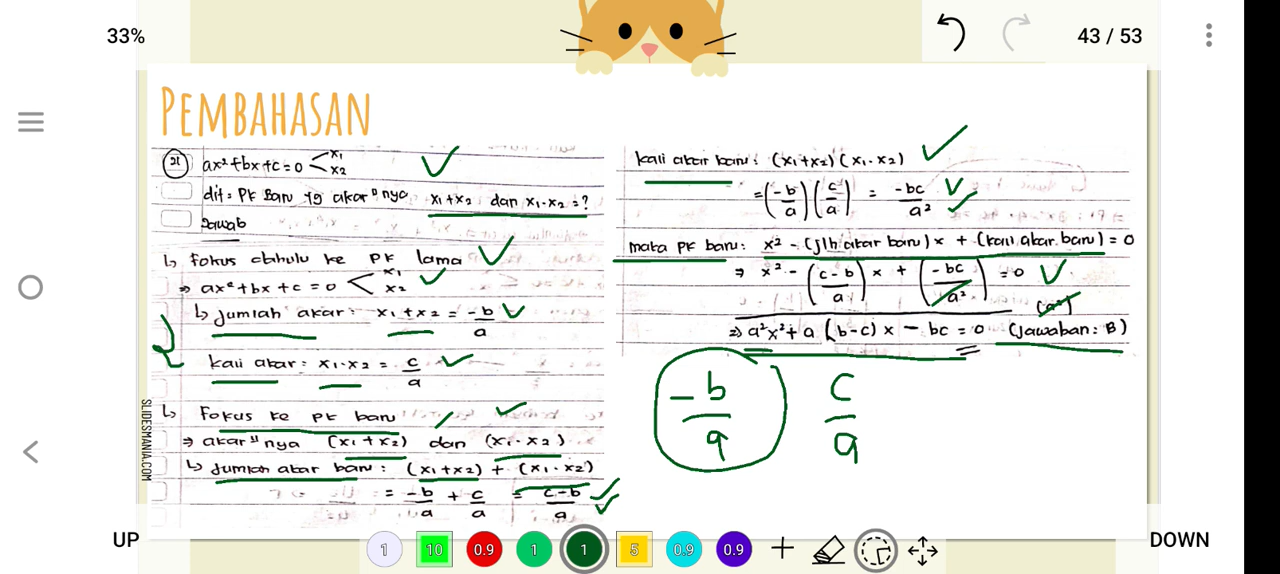 33%
43 / 53
PEMBAHASAN
21 ax² + bx + c = 0 < x₁ x₂
dit = PK Baru yg akar"nya x₁+x₂ dan x₁.x₂ = ?
Jawab
↳ Fokus dahulu ke PK lama
⇒ ax² + bx + c = 0 < x₁ x₂
↳ Jumlah akar: x₁ + x₂ = -b/a
kali akar: x₁.x₂ = c/a
↳ Fokus ke PK baru
⇒ akar"nya (x₁+x₂) dan (x₁.x₂)
↳ Jumlah akar baru: (x₁+x₂) + (x₁.x₂)
= -b/a + c/a = c-b/a
kali akar baru: (x₁+x₂)(x₁.x₂)
= (-b/a)(c/a) = -bc/a²
maka PK baru: x² - (jlh akar baru)x + (kali akar baru) = 0
⇒ x² - (c-b/a)x + (-bc/a²) = 0
(a²)
⇒ a²x² + a(b-c)x - bc = 0 (Jawaban: B)
-b/a c/a
SLIDESMANIA.COM
UP
1 10 0.9 1 1 5 0.9 0.9 +
DOWN